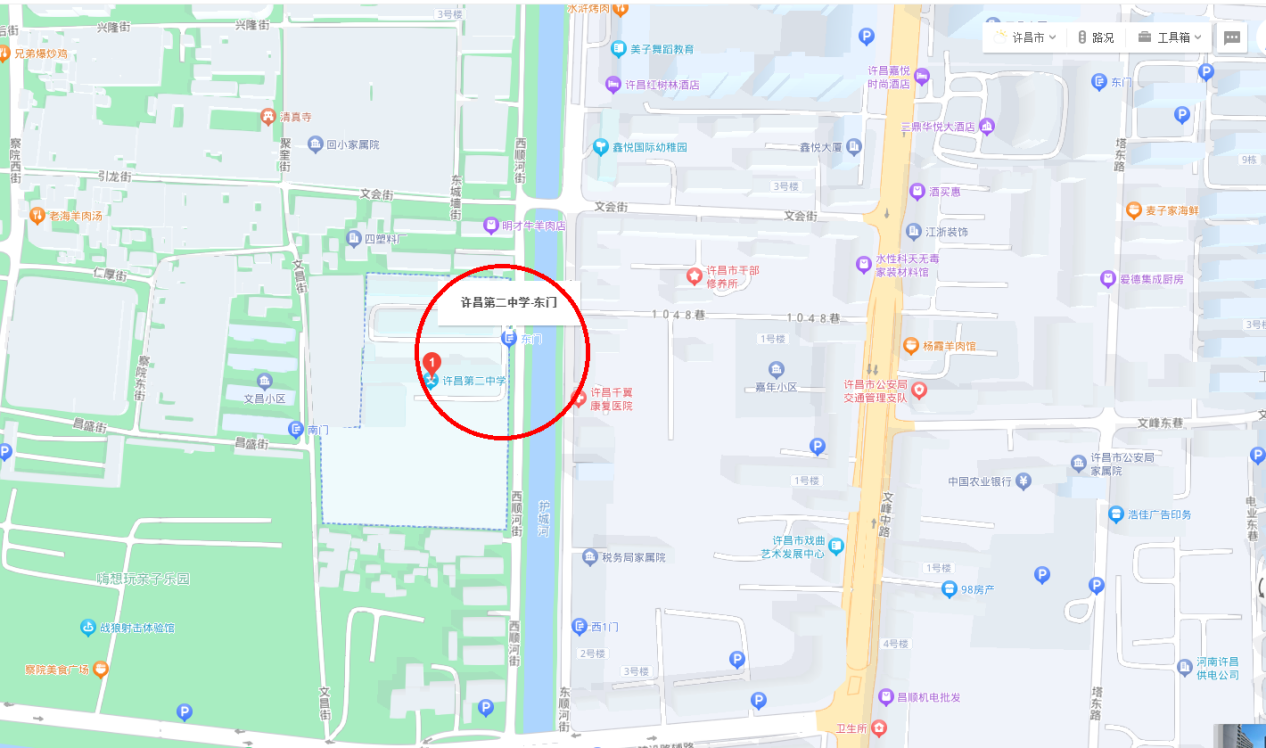 水浒烤肉
3号楼
兴隆街
兴隆街
后街
许昌市
路况
工具箱
兄弟爆炒鸡
美子舞蹈教育
许昌红树林酒店
许昌嘉悦
时尚酒店
东门
清真寺
三鼎华悦大酒店
察院西街
聚奎街
回小家属院
西顺河街
鑫悦国际幼稚园
鑫悦大厦
塔东路
9栋
引龙街
文会街
东城墙街
3号楼
酒买惠
老海羊肉汤
文会街
文会街
麦子家海鲜
明才牛羊肉店
江浙装饰
四塑料厂
仁厚街
文昌街
许昌市干部
修养所
水性科天无毒
家装材料馆
爱德集成厨房
许昌第二中学-东门
1048巷
1048巷
3号楼
东门
1号楼
杨霞羊肉馆
1
许昌第二中学
察院东街
文昌小区
嘉年小区
许昌市公安局
交通管理支队
许昌千翼
康复医院
昌盛街
南门
昌盛街
文峰东巷
许昌市公安局
家属院
中国农业银行
1号楼
西顺河街
护城河
文峰中路
浩佳广告印务
电业东巷
许昌市戏曲
艺术发展中心
税务局家属院
嗨想玩亲子乐园
1号楼
98房产
战狼射击体验馆
西1门
西顺河街
2号楼
4号楼
3号楼
察院美食广场
河南许昌
供电公司
文昌街
东顺河街
昌顺机电批发
塔东路
卫生所